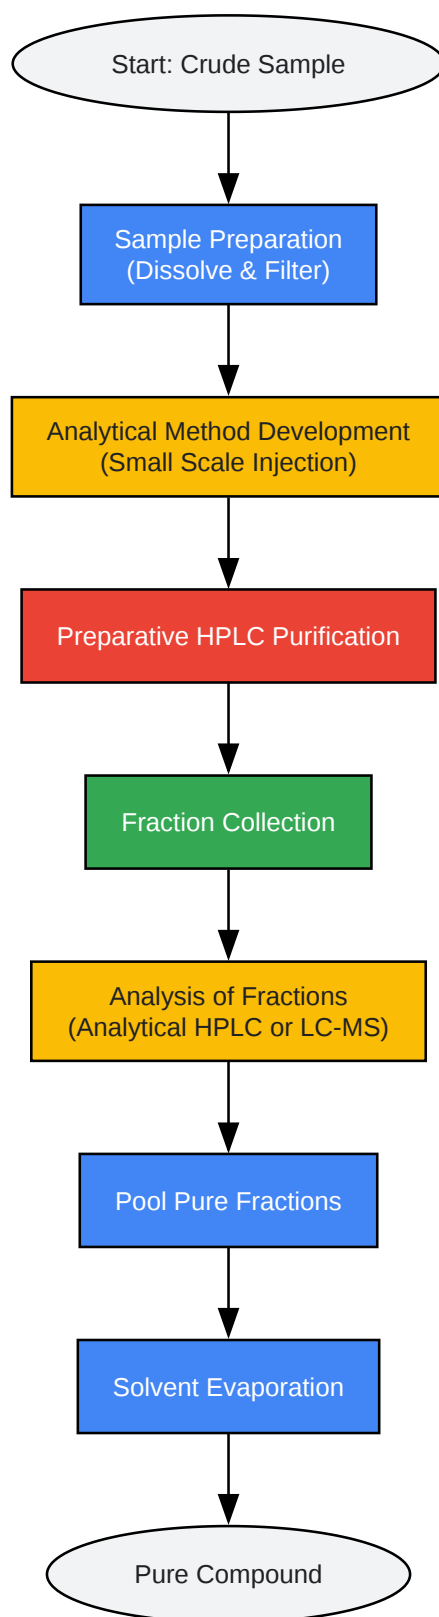 Start: Crude Sample
Sample Preparation
(Dissolve & Filter)
Analytical Method Development
(Small Scale Injection)
Preparative HPLC Purification
Fraction Collection
Analysis of Fractions
(Analytical HPLC or LC-MS)
Pool Pure Fractions
Solvent Evaporation
Pure Compound